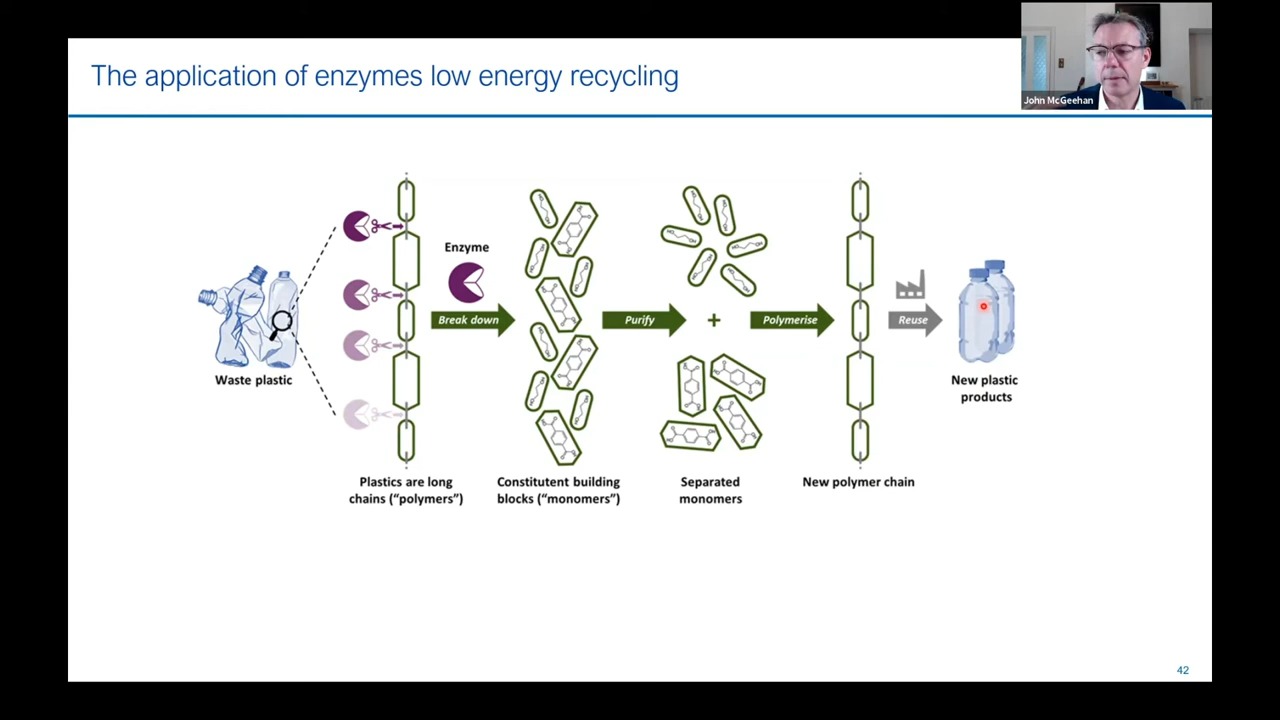 The application of enzymes low energy recycling
John McGeehan
Enzyme
Break down
Purify
+
Polymerise
Reuse
Waste plastic
New plastic
products
Plastics are long
chains (“polymers”)
Constitutent building
blocks (“monomers”)
Separated
monomers
New polymer chain
42